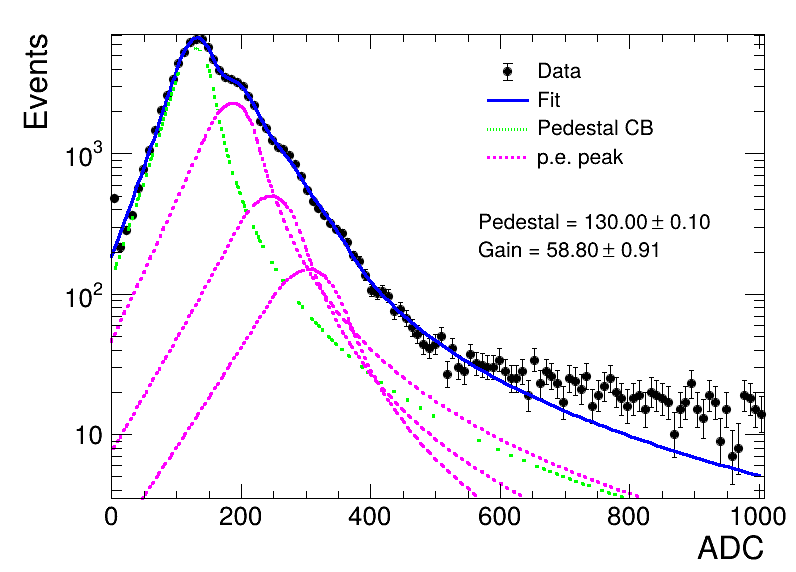 Events
Data
Fit
Pedestal CB
p.e. peak
Pedestal = 130.00 ± 0.10
Gain = 58.80 ± 0.91
10³
10²
10
0 200 400 600 800 1000
ADC